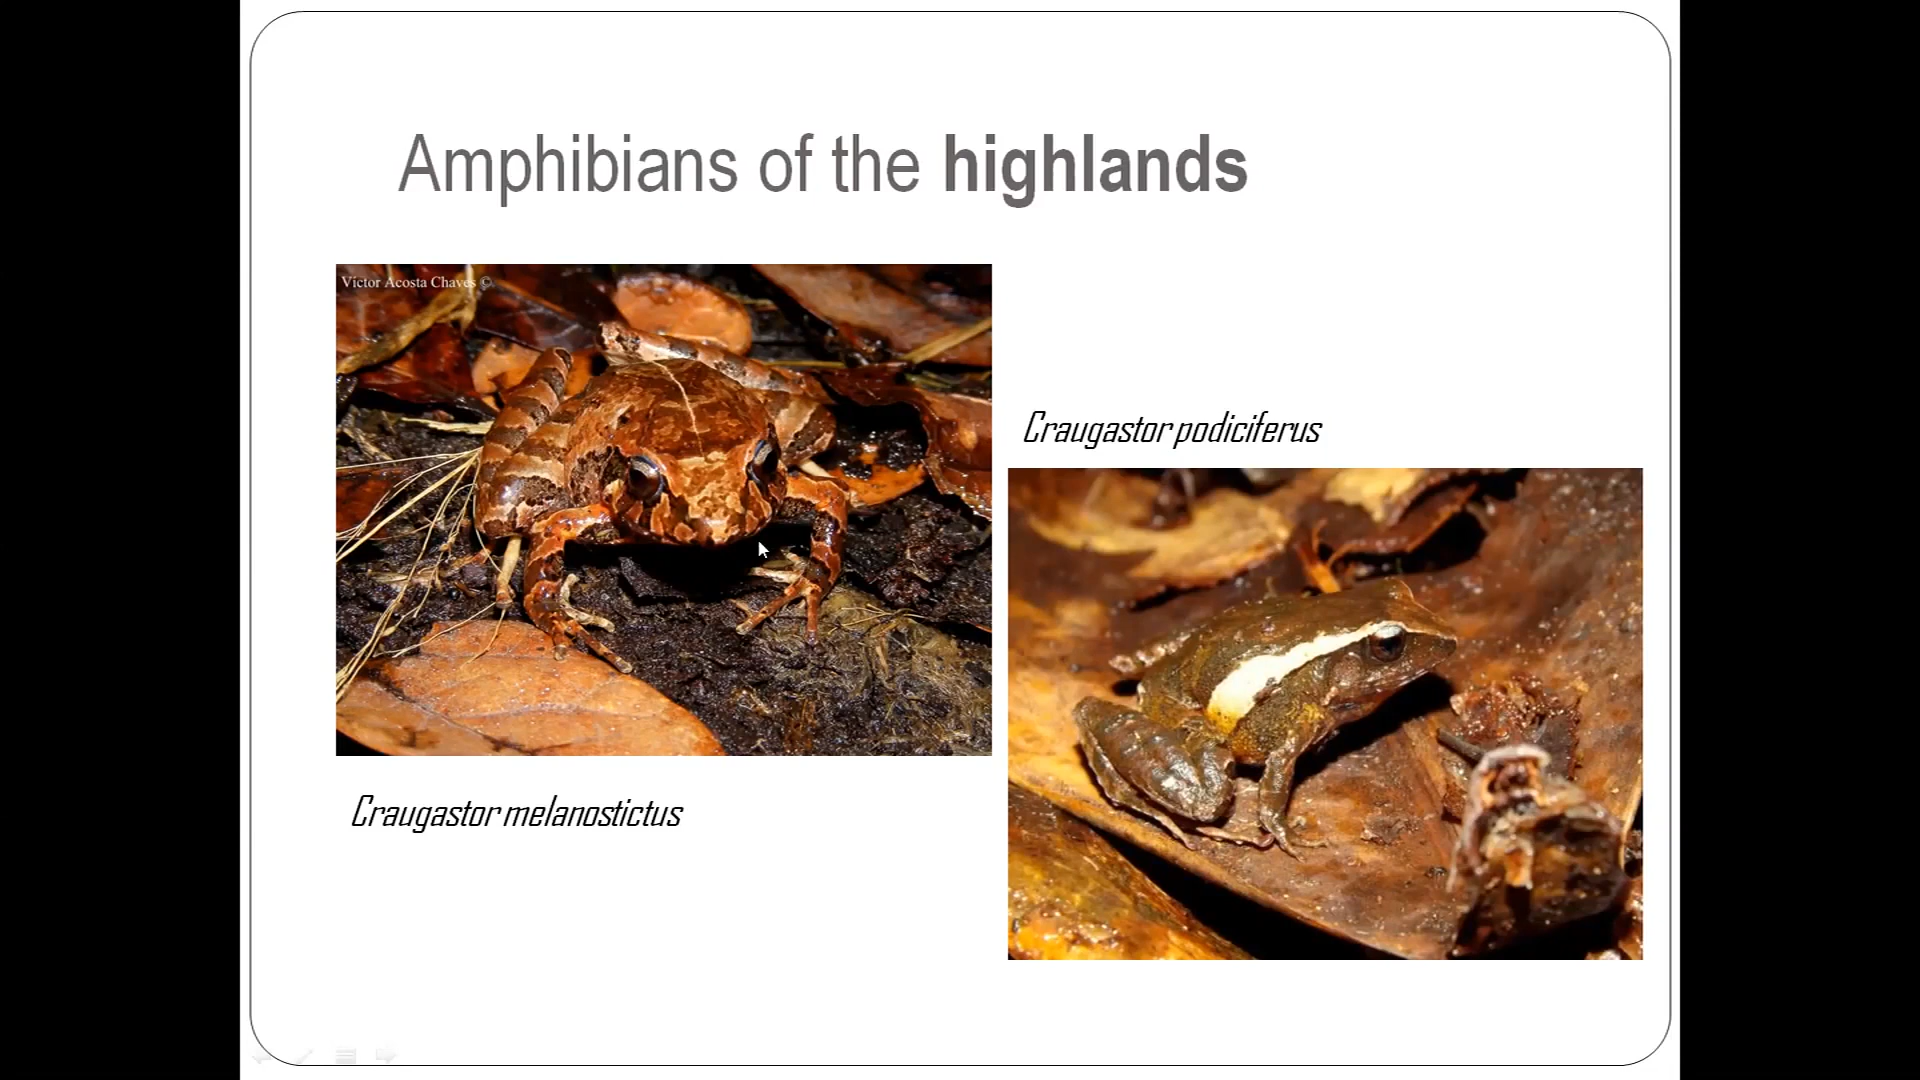 Amphibians of the highlands
Victor Acosta Chaves ©
Craugastor podiciferus
Craugastor melanostictus